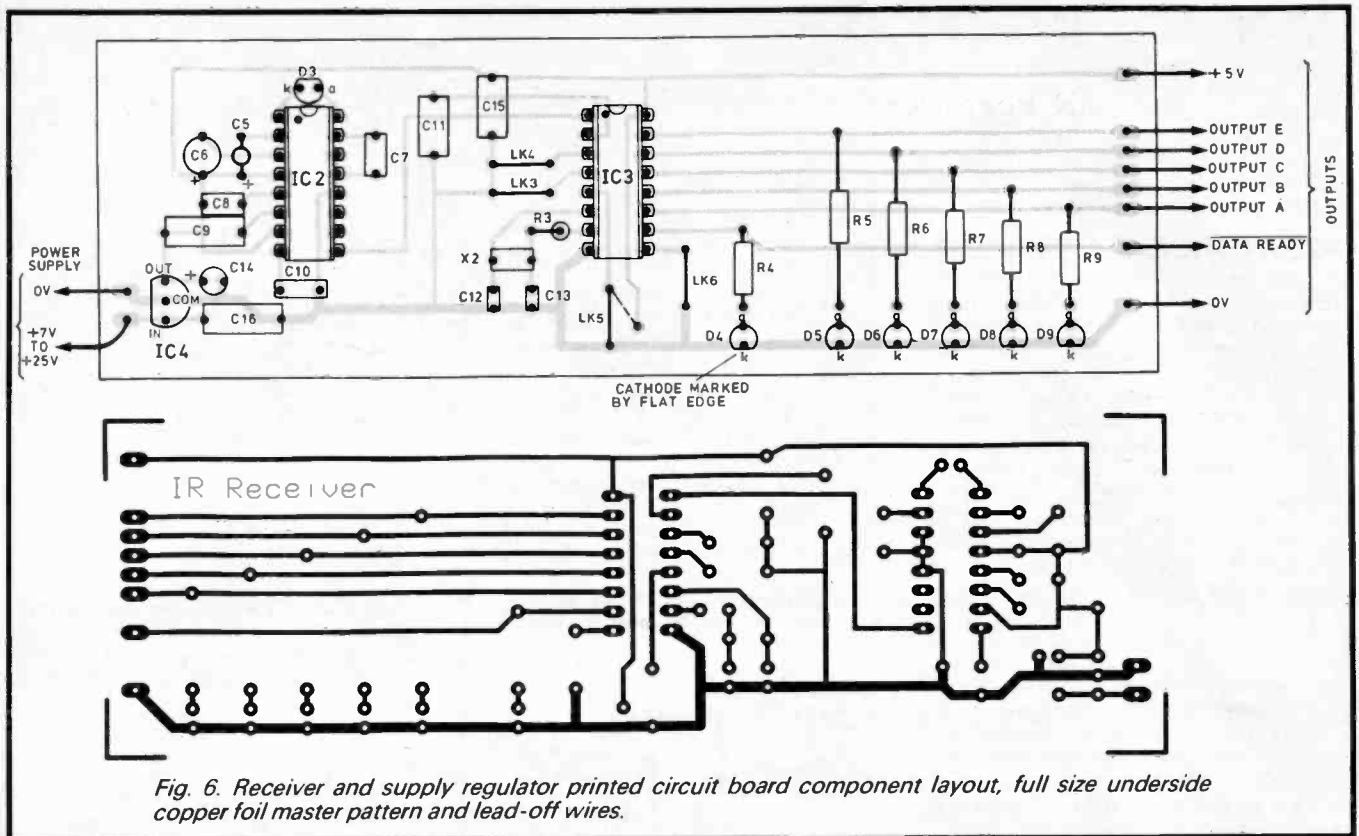 D3
k
a
C15
+5V
C11
C5
C6
+
+
C7
IC2
LK4
IC3
OUTPUT E
OUTPUT D
LK3
OUTPUT C
C8
OUTPUT B
R5
R6
R7
R8
R9
OUTPUT A
OUTPUTS
C9
R3
POWER
SUPPLY
OUT
+
C14
X2
R4
DATA READY
COM
C10
LK6
0V
C12
C13
0V
IN
C16
LK5
+7V
TO
+25V
IC4
a
a
a
a
a
a
D4
D5
D6
D7
D8
D9
k
k
k
k
k
k
CATHODE MARKED
BY FLAT EDGE
IR Receiver
Fig. 6. Receiver and supply regulator printed circuit board component layout, full size underside
copper foil master pattern and lead-off wires.